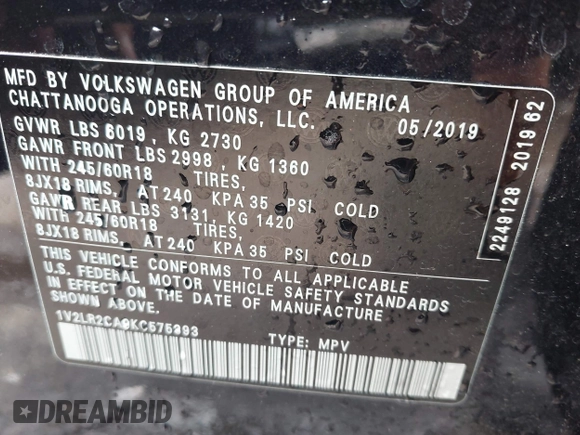 MFD BY VOLKSWAGEN GROUP OF AMERICA
CHATTANOOGA OPERATIONS, LLC. 05/2019
GVWR LBS 6019 , KG 2730
GAWR FRONT LBS 2998 , KG 1360
WITH 245/60R18 TIRES,
8JX18 RIMS, AT 240 KPA 35 PSI COLD
GAWR REAR LBS 3131, KG 1420
WITH 245/60R18 TIRES,
8JX18 RIMS, AT 240 KPA 35 PSI COLD
THIS VEHICLE CONFORMS TO ALL APPLICABLE
U.S. FEDERAL MOTOR VEHICLE SAFETY STANDARDS
IN EFFECT ON THE DATE OF MANUFACTURE
SHOWN ABOVE.
TYPE: MPV
2249128 2019 62
DREAMBID